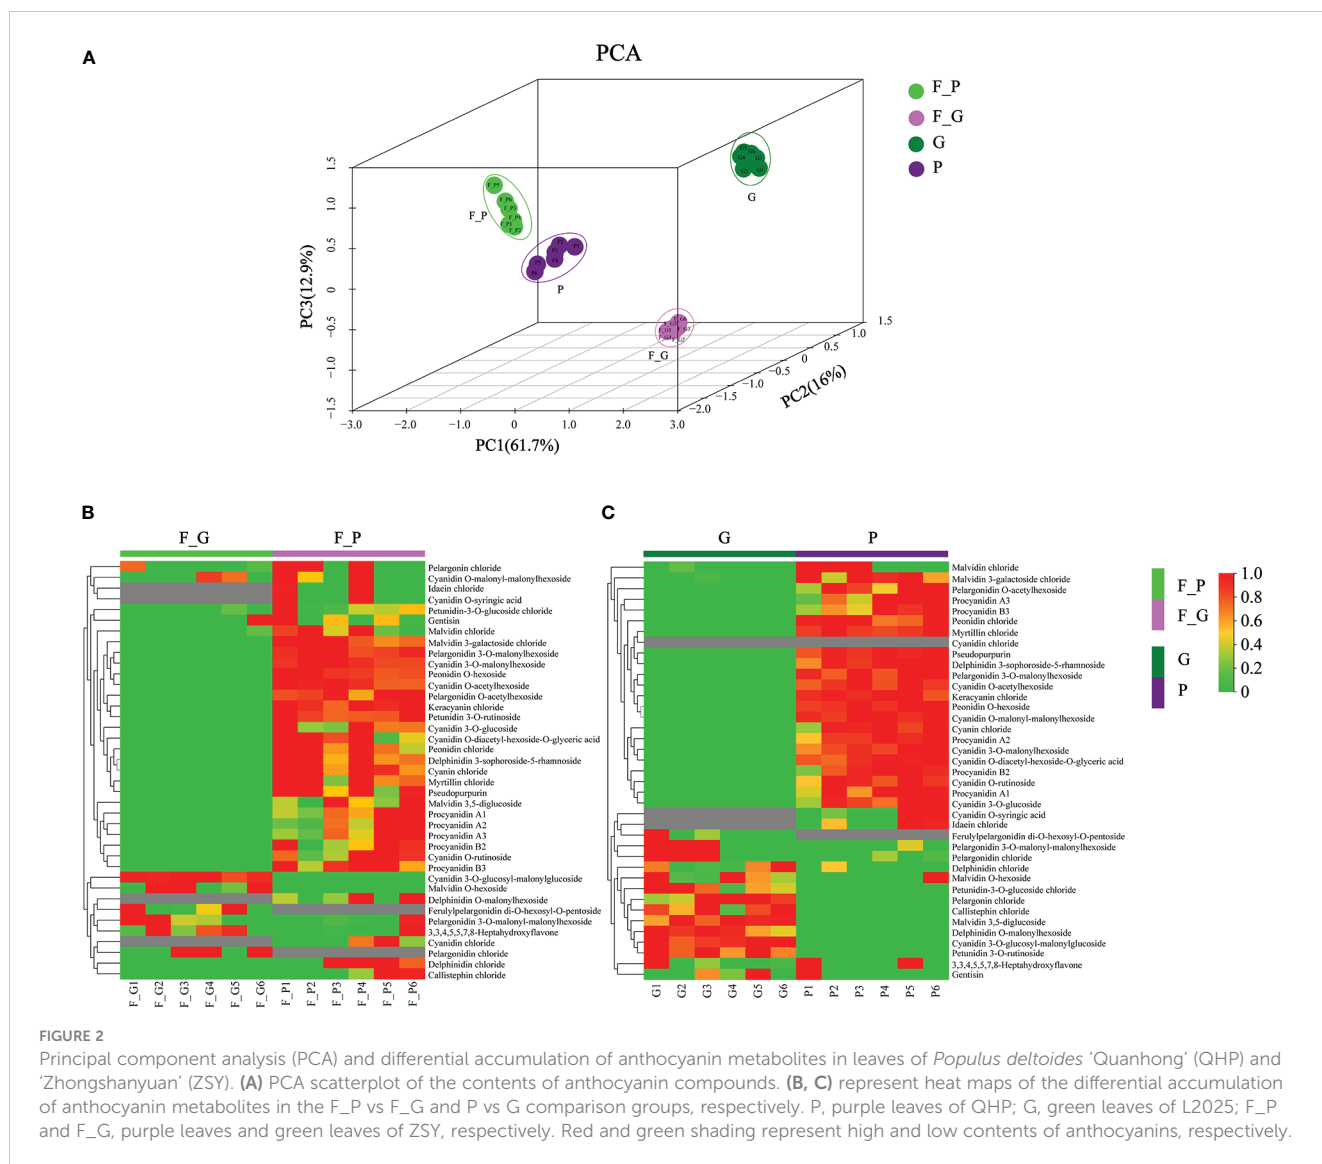 A
PCA
F_P
F_G
G
P
G
F_P
P
F_G
1.5
1.0
0.5
0
−0.5
−1.0
−1.5
PC3(12.9%)
−3.0 −2.0 −1.0 0 1.0 2.0 3.0
PC1(61.7%)
−2.0
−1.5
−1.0
−0.5
0
0.5
1.0
1.5
PC2(16%)
B
F_G F_P
Pelargonin chloride
Cyanidin O-malonyl-malonylhexoside
Idaein chloride
Cyanidin O-syringic acid
Petunidin-3-O-glucoside chloride
Gentisin
Malvidin chloride
Malvidin 3-galactoside chloride
Pelargonidin 3-O-malonylhexoside
Cyanidin 3-O-malonylhexoside
Peonidin O-hexoside
Cyanidin O-acetylhexoside
Pelargonidin O-acetylhexoside
Keracyanin chloride
Petunidin 3-O-rutinoside
Cyanidin 3-O-glucoside
Cyanidin O-diacetyl-hexoside-O-glyceric acid
Peonidin chloride
Delphinidin 3-sophoroside-5-rhamnoside
Cyanin chloride
Myrtillin chloride
Pseudopurpurin
Malvidin 3,5-diglucoside
Procyanidin A1
Procyanidin A2
Procyanidin A3
Procyanidin B2
Cyanidin O-rutinoside
Procyanidin B3
Cyanidin 3-O-glucosyl-malonylglucoside
Malvidin O-hexoside
Delphinidin O-malonylhexoside
Ferulylpelargonidin di-O-hexosyl-O-pentoside
Pelargonidin 3-O-malonyl-malonylhexoside
3,3,4,5,5,7,8-Heptahydroxyflavone
Cyanidin chloride
Pelargonidin chloride
Delphinidin chloride
Callistephin chloride
F_G1 F_G2 F_G3 F_G4 F_G5 F_G6 F_P1 F_P2 F_P3 F_P4 F_P5 F_P6
C
G P
Malvidin chloride
Malvidin 3-galactoside chloride
Pelargonidin O-acetylhexoside
Procyanidin A3
Procyanidin B3
Peonidin chloride
Myrtillin chloride
Cyanidin chloride
Pseudopurpurin
Delphinidin 3-sophoroside-5-rhamnoside
Pelargonidin 3-O-malonylhexoside
Cyanidin O-acetylhexoside
Keracyanin chloride
Peonidin O-hexoside
Cyanidin O-malonyl-malonylhexoside
Cyanin chloride
Procyanidin A2
Cyanidin 3-O-malonylhexoside
Cyanidin O-diacetyl-hexoside-O-glyceric acid
Procyanidin B2
Cyanidin O-rutinoside
Procyanidin A1
Cyanidin 3-O-glucoside
Cyanidin O-syringic acid
Idaein chloride
Ferulylpelargonidin di-O-hexosyl-O-pentoside
Pelargonidin 3-O-malonyl-malonylhexoside
Pelargonidin chloride
Delphinidin chloride
Malvidin O-hexoside
Petunidin-3-O-glucoside chloride
Pelargonin chloride
Callistephin chloride
Malvidin 3,5-diglucoside
Delphinidin O-malonylhexoside
Cyanidin 3-O-glucosyl-malonylglucoside
Petunidin 3-O-rutinoside
3,3,4,5,5,7,8-Heptahydroxyflavone
Gentisin
G1 G2 G3 G4 G5 G6 P1 P2 P3 P4 P5 P6
F_P
F_G
G
P
1.0
0.8
0.6
0.4
0.2
0
FIGURE 2
Principal component analysis (PCA) and differential accumulation of anthocyanin metabolites in leaves of Populus deltoides ‘Quanhong’ (QHP) and
‘Zhongshanyuan’ (ZSY). (A) PCA scatterplot of the contents of anthocyanin compounds. (B, C) represent heat maps of the differential accumulation
of anthocyanin metabolites in the F_P vs F_G and P vs G comparison groups, respectively. P, purple leaves of QHP; G, green leaves of L2025; F_P
and F_G, purple leaves and green leaves of ZSY, respectively. Red and green shading represent high and low contents of anthocyanins, respectively.